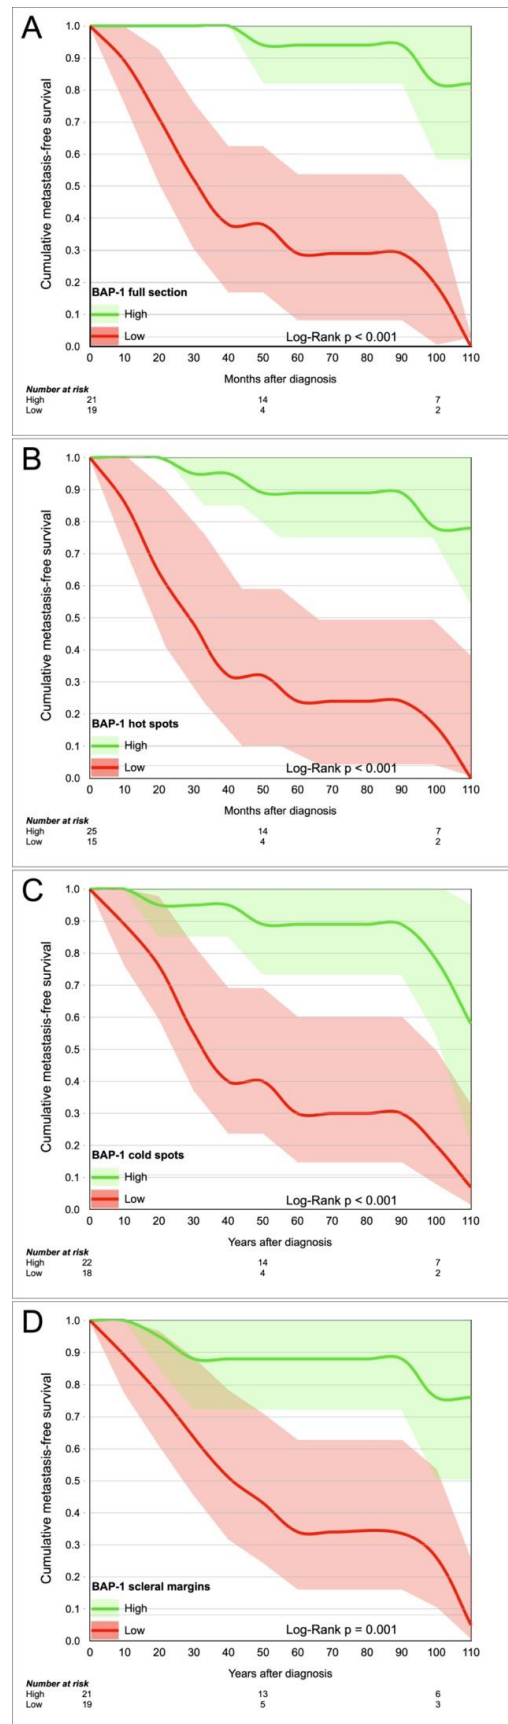 A
Cumulative metastasis-free survival
1.0
0.9
0.8
0.7
0.6
0.5
0.4
0.3
0.2
0.1
0.0
BAP-1 full section
High
Low
Log-Rank p < 0.001
0 10 20 30 40 50 60 70 80 90 100 110
Months after diagnosis
Number at risk
High 21 14 7
Low 19 4 2
B
Cumulative metastasis-free survival
1.0
0.9
0.8
0.7
0.6
0.5
0.4
0.3
0.2
0.1
0.0
BAP-1 hot spots
High
Low
Log-Rank p < 0.001
0 10 20 30 40 50 60 70 80 90 100 110
Months after diagnosis
Number at risk
High 25 14 7
Low 15 4 2
C
Cumulative metastasis-free survival
1.0
0.9
0.8
0.7
0.6
0.5
0.4
0.3
0.2
0.1
0.0
BAP-1 cold spots
High
Low
Log-Rank p < 0.001
0 10 20 30 40 50 60 70 80 90 100 110
Years after diagnosis
Number at risk
High 22 14 7
Low 18 4 2
D
Cumulative metastasis-free survival
1.0
0.9
0.8
0.7
0.6
0.5
0.4
0.3
0.2
0.1
0.0
BAP-1 scleral margins
High
Low
Log-Rank p = 0.001
0 10 20 30 40 50 60 70 80 90 100 110
Years after diagnosis
Number at risk
High 21 13 6
Low 19 5 3